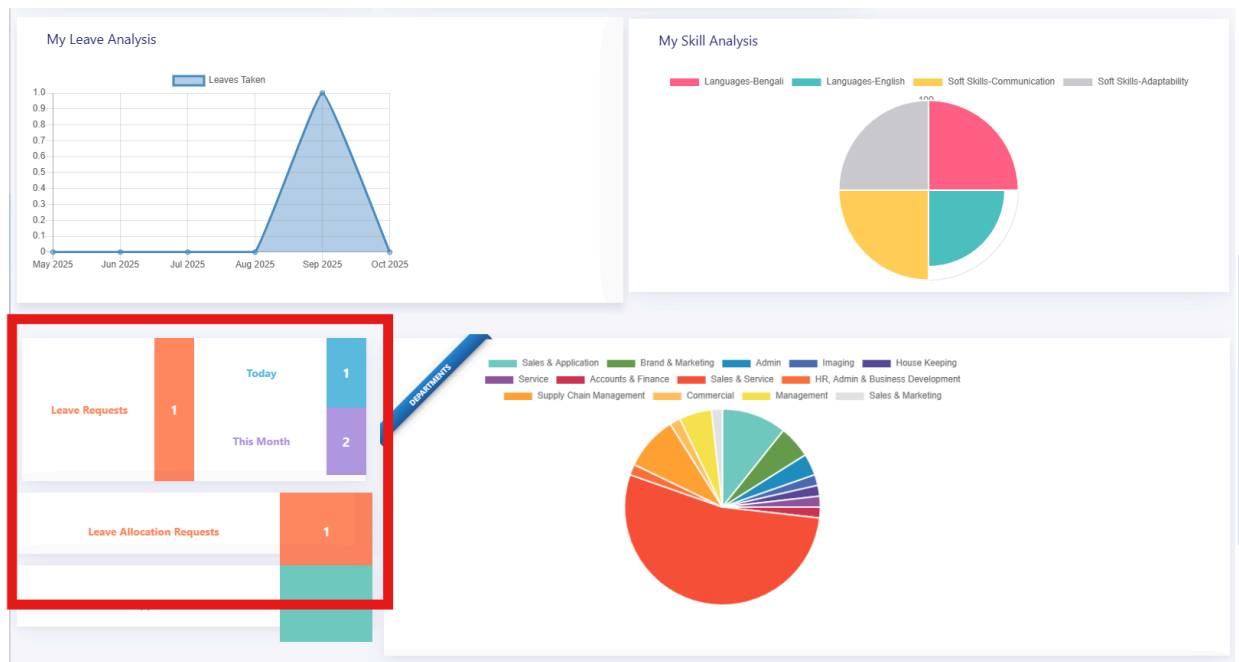 My Leave Analysis
Leaves Taken
1.0
0.9
0.8
0.7
0.6
0.5
0.4
0.3
0.2
0.1
0
May 2025 Jun 2025 Jul 2025 Aug 2025 Sep 2025 Oct 2025
My Skill Analysis
Languages-Bengali Languages-English Soft Skills-Communication Soft Skills-Adaptability
100
Leave Requests 1
Today 1
This Month 2
Leave Allocation Requests 1
DEPARTMENTS
Sales & Application Brand & Marketing Admin Imaging House Keeping
Service Accounts & Finance Sales & Service HR, Admin & Business Development
Supply Chain Management Commercial Management Sales & Marketing